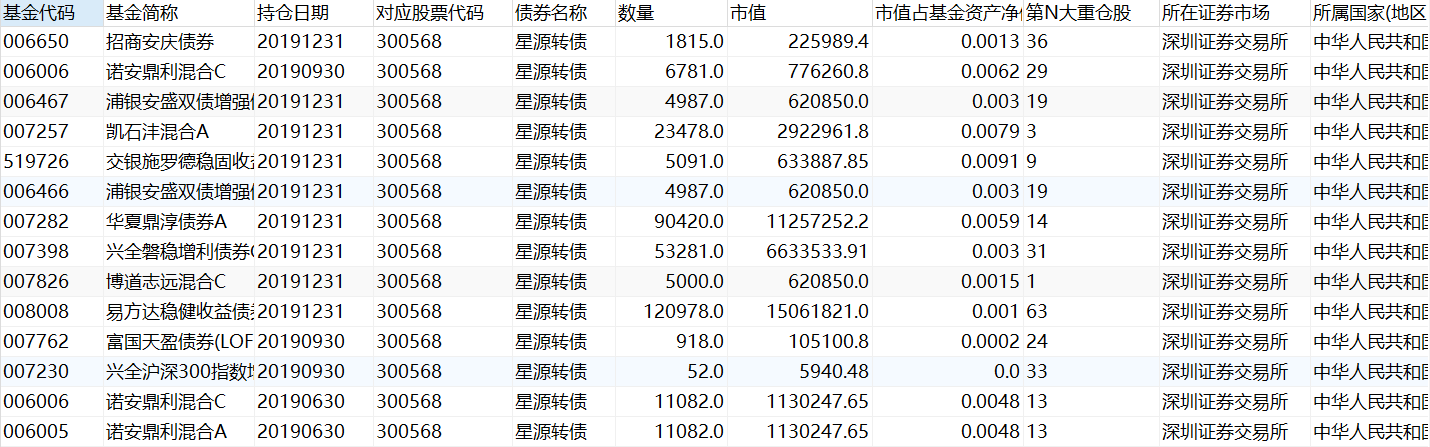 基金代码 基金简称 持仓日期 对应股票代码 债券名称 数量 市值 市值占基金资产净 第N大重仓股 所在证券市场 所属国家(地区
006650 招商安庆债券 20191231 300568 星源转债 1815.0 225989.4 0.0013 36 深圳证券交易所 中华人民共和
006006 诺安鼎利混合C 20190930 300568 星源转债 6781.0 776260.8 0.0062 29 深圳证券交易所 中华人民共和
006467 浦银安盛双债增强 20191231 300568 星源转债 4987.0 620850.0 0.003 19 深圳证券交易所 中华人民共和
007257 凯石沣混合A 20191231 300568 星源转债 23478.0 2922961.8 0.0079 3 深圳证券交易所 中华人民共和
519726 交银施罗德稳固收 20191231 300568 星源转债 5091.0 633887.85 0.0091 9 深圳证券交易所 中华人民共和
006466 浦银安盛双债增强 20191231 300568 星源转债 4987.0 620850.0 0.003 19 深圳证券交易所 中华人民共和
007282 华夏鼎淳债券A 20191231 300568 星源转债 90420.0 11257252.2 0.0059 14 深圳证券交易所 中华人民共和
007398 兴全磐稳增利债券 20191231 300568 星源转债 53281.0 6633533.91 0.003 31 深圳证券交易所 中华人民共和
007826 博道志远混合C 20191231 300568 星源转债 5000.0 620850.0 0.0015 1 深圳证券交易所 中华人民共和
008008 易方达稳健收益债 20191231 300568 星源转债 120978.0 15061821.0 0.001 63 深圳证券交易所 中华人民共和
007762 富国天盈债券(LOF 20190930 300568 星源转债 918.0 105100.8 0.0002 24 深圳证券交易所 中华人民共和
007230 兴全沪深300指数 20190930 300568 星源转债 52.0 5940.48 0.0 33 深圳证券交易所 中华人民共和
006006 诺安鼎利混合C 20190630 300568 星源转债 11082.0 1130247.65 0.0048 13 深圳证券交易所 中华人民共和
006005 诺安鼎利混合A 20190630 300568 星源转债 11082.0 1130247.65 0.0048 13 深圳证券交易所 中华人民共和